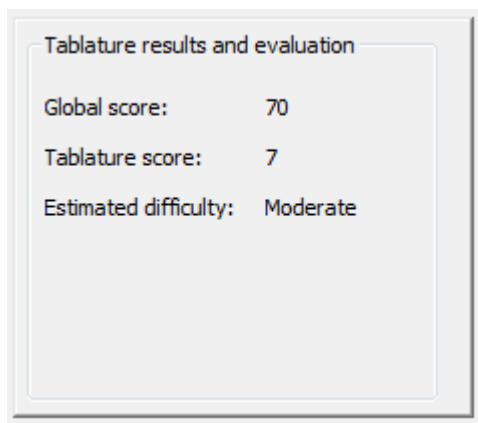 Tablature results and evaluation
Global score: 70
Tablature score: 7
Estimated difficulty: Moderate